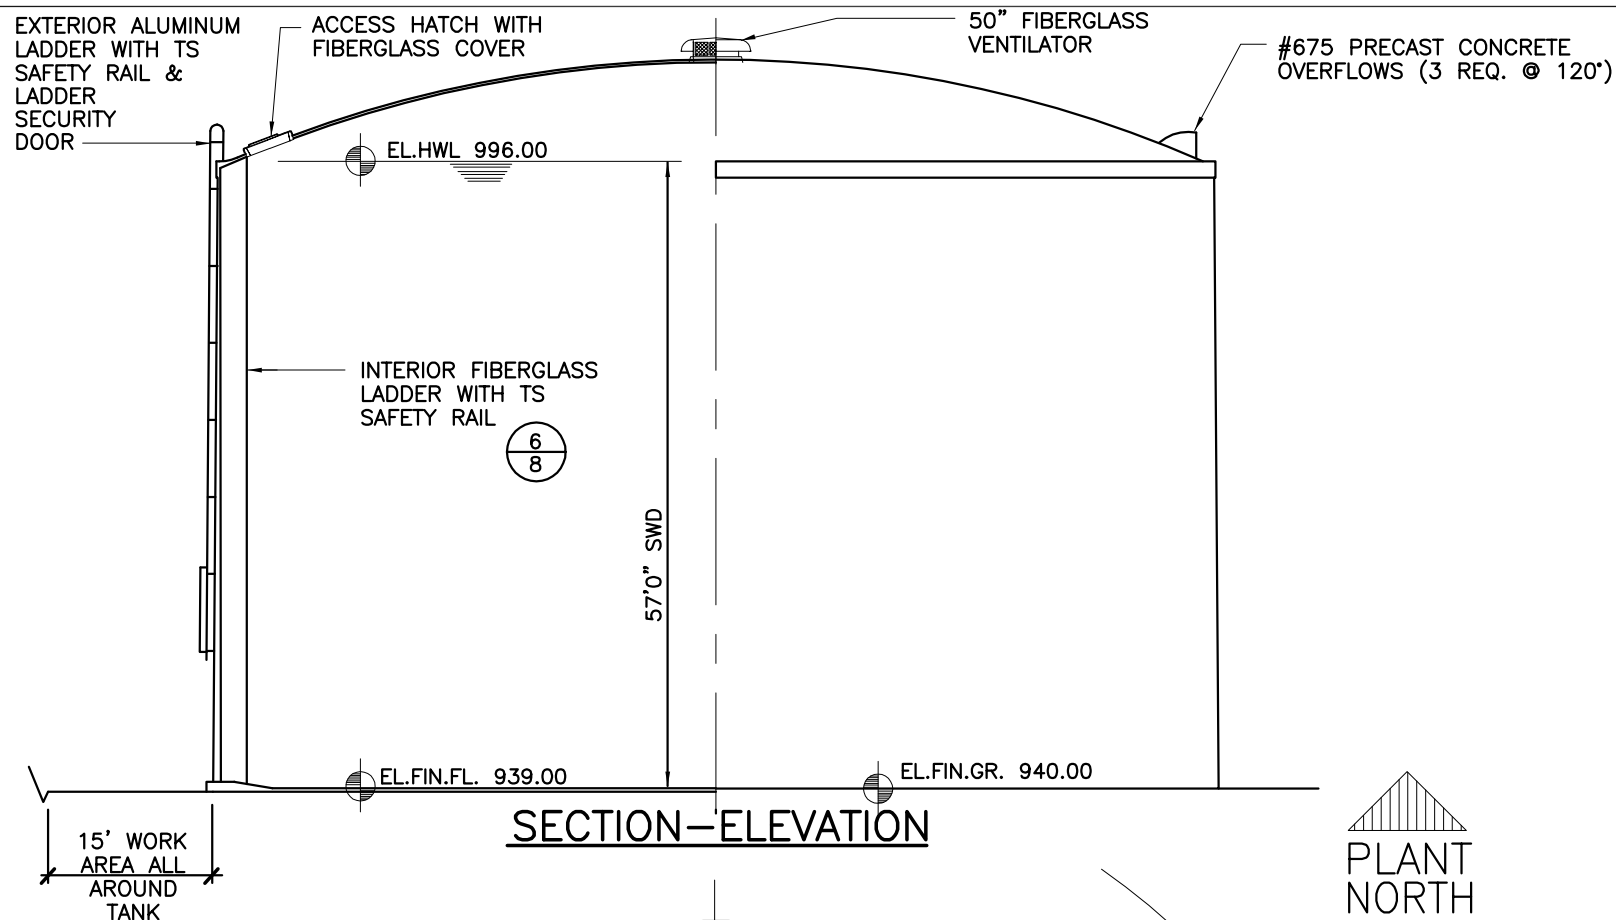 EXTERIOR ALUMINUM
LADDER WITH TS
SAFETY RAIL &
LADDER
SECURITY
DOOR
ACCESS HATCH WITH
FIBERGLASS COVER
50" FIBERGLASS
VENTILATOR
#675 PRECAST CONCRETE
OVERFLOWS (3 REQ. @ 120°)
EL.HWL 996.00
INTERIOR FIBERGLASS
LADDER WITH TS
SAFETY RAIL
6
8
57'0" SWD
EL.FIN.FL. 939.00
EL.FIN.GR. 940.00
SECTION-ELEVATION
15' WORK
AREA ALL
AROUND
TANK
PLANT
NORTH